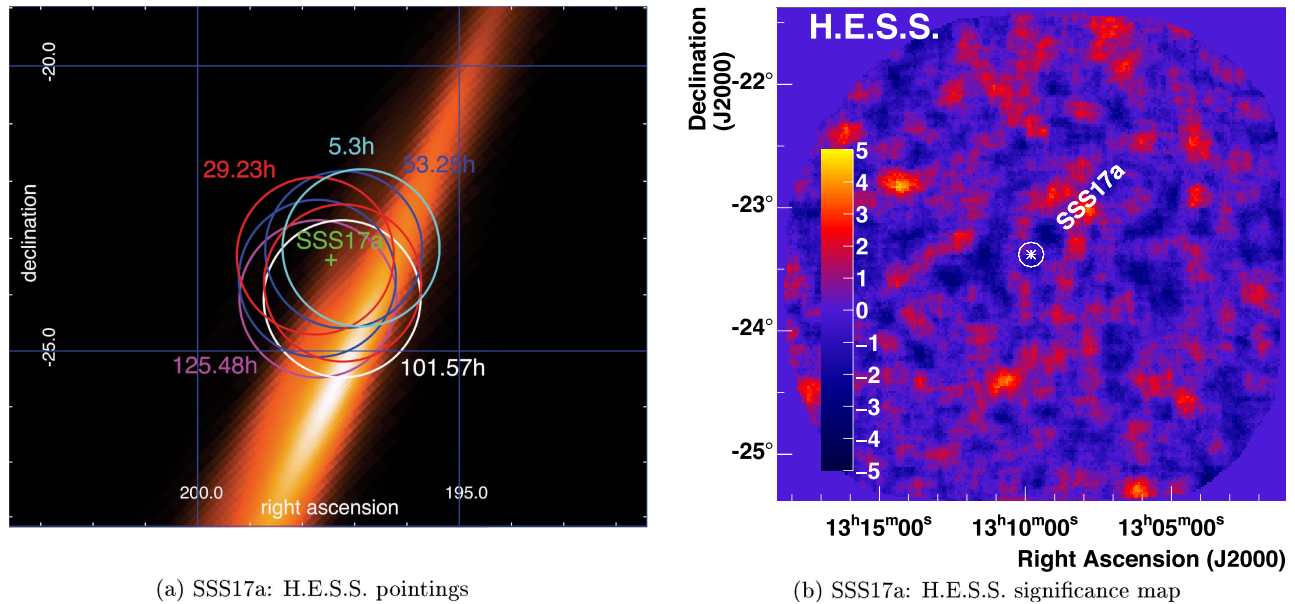 -20.0
-25.0
declination
200.0
195.0
right ascension
5.3h
29.23h
53.25h
SSS17a
+
125.48h
101.57h
(a) SSS17a: H.E.S.S. pointings
H.E.S.S.
Declination
(J2000)
-22°
-23°
-24°
-25°
5
4
3
2
1
0
−1
−2
−3
−4
−5
SSS17a
13ʰ15ᵐ00ˢ
13ʰ10ᵐ00ˢ
13ʰ05ᵐ00ˢ
Right Ascension (J2000)
(b) SSS17a: H.E.S.S. significance map